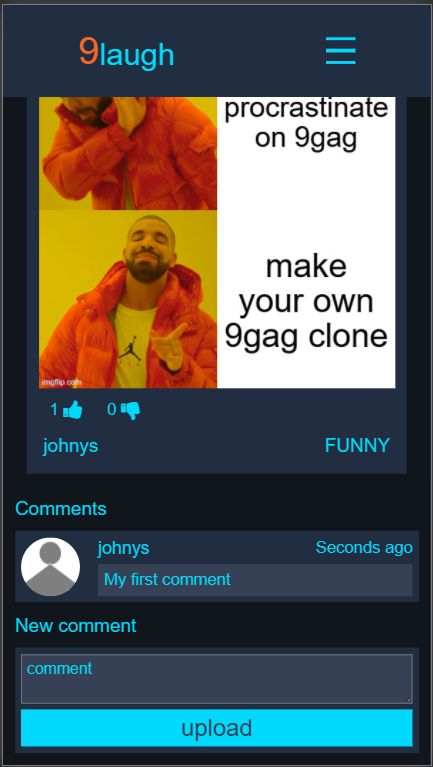 9laugh
procrastinate
on 9gag
make
your own
9gag clone
imgflip.com
1
0
johnys
FUNNY
Comments
johnys
Seconds ago
My first comment
New comment
comment
upload